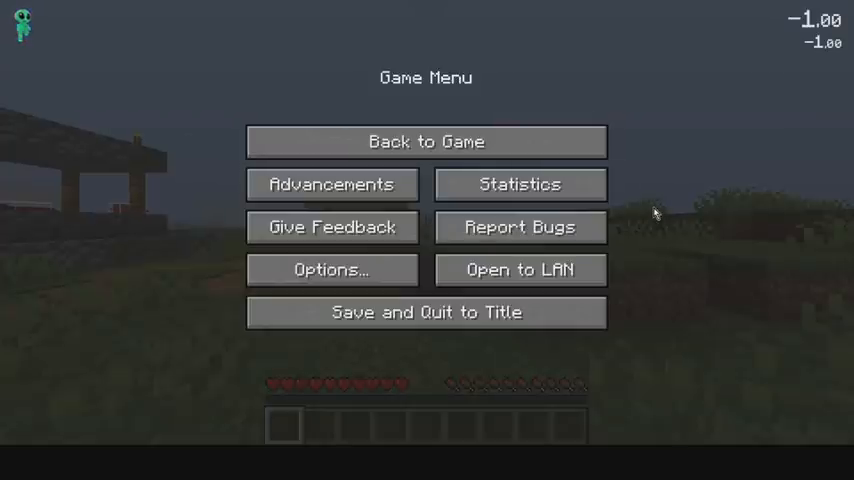 -1.00
-1.00
Game Menu
Back to Game
Advancements
Statistics
Give Feedback
Report Bugs
Options...
Open to LAN
Save and Quit to Title